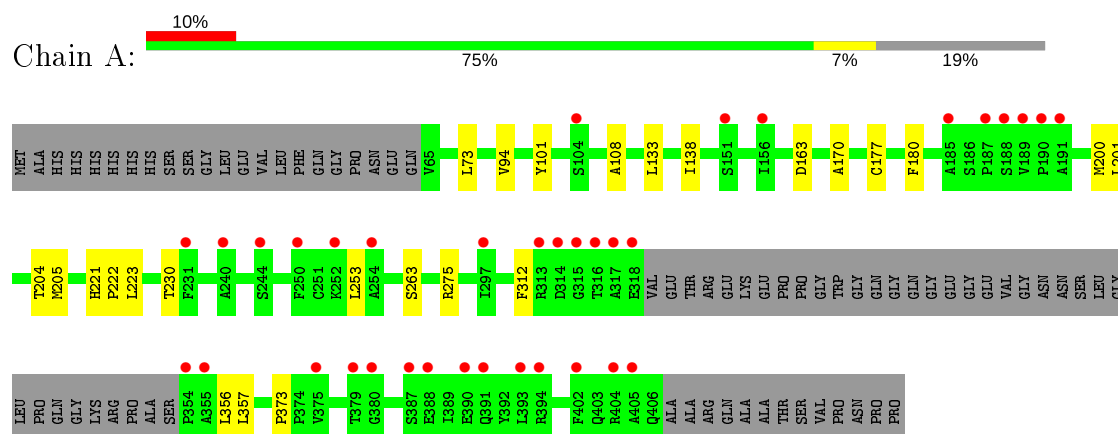 Chain A:
10%
75% 7% 19%
MET ALA HIS HIS HIS HIS HIS HIS SER SER GLY LEU GLU VAL LEU PHE GLN GLY PRO ASN GLU GLN V65 L73 V94 Y101 S104 A108 L133 I138 S151 I156 D163 A170 C177 F180 A185 S186 P187 S188 V189 P190 A191 M200 L201
T204 M205 H221 P222 L223 T230 F231 A240 S244 F250 C251 K252 L253 A254 S263 R275 I297 F312 R313 D314 G315 T316 A317 E318 VAL GLU THR ARG GLU LYS GLU PRO PRO GLY TRP GLY GLN GLY GLN GLY GLU GLY GLU VAL GLY ASN ASN SER LEU GLY
LEU PRO GLN GLY LYS ARG PRO ALA SER P354 A355 L356 L357 P373 P374 V375 T379 G380 S387 E388 I389 E390 Q391 Y392 L393 R394 F402 Q403 R404 A405 Q406 ALA ALA ARG GLN ALA ALA THR SER VAL PRO ASN PRO PRO